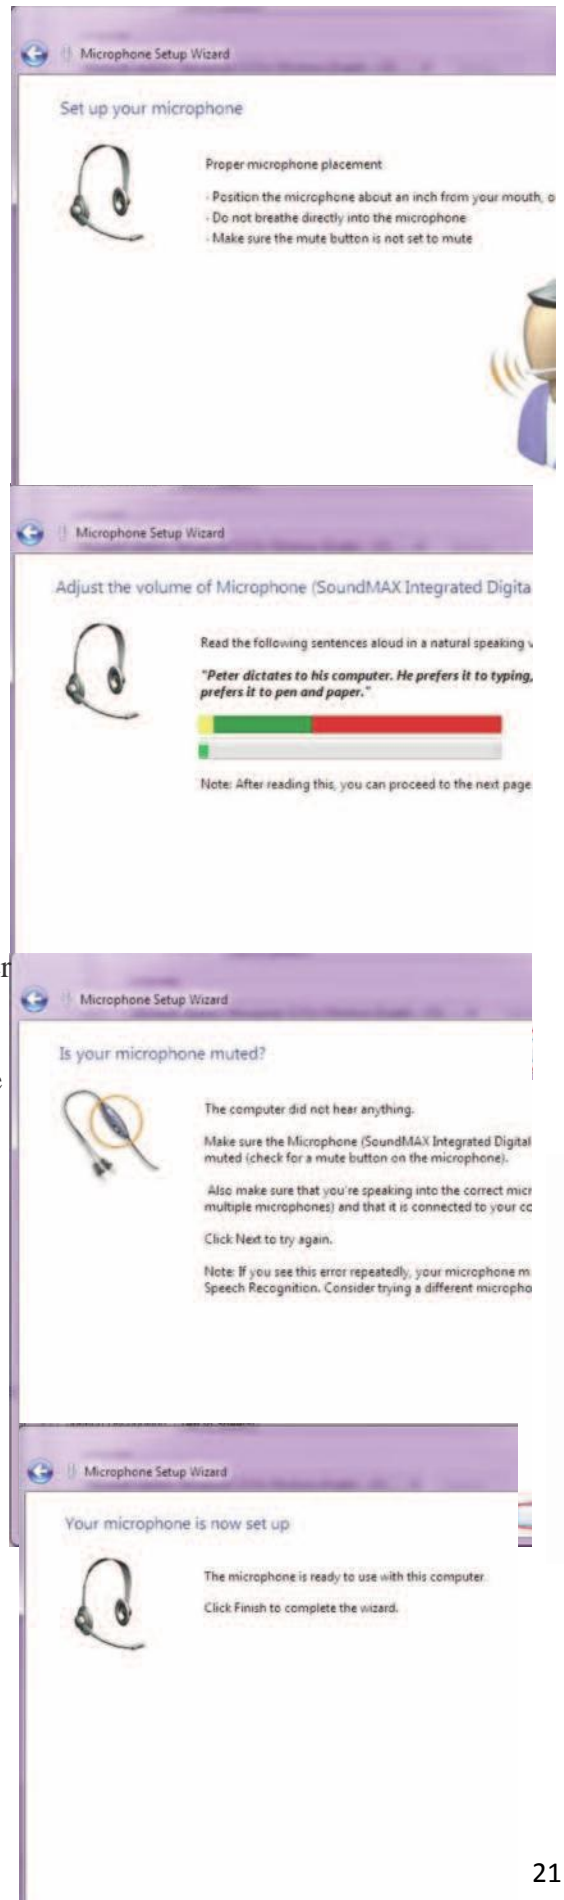 Microphone Setup Wizard
Set up your microphone
Proper microphone placement
· Position the microphone about an inch from your mouth, o
· Do not breathe directly into the microphone
· Make sure the mute button is not set to mute
Microphone Setup Wizard
Adjust the volume of Microphone (SoundMAX Integrated Digita
Read the following sentences aloud in a natural speaking v
"Peter dictates to his computer. He prefers it to typing,
prefers it to pen and paper."
Note: After reading this, you can proceed to the next page
r
Microphone Setup Wizard
Is your microphone muted?
e
The computer did not hear anything.
Make sure the Microphone (SoundMAX Integrated Digital
muted (check for a mute button on the microphone).
Also make sure that you're speaking into the correct micr
multiple microphones) and that it is connected to your co
Click Next to try again.
Note: If you see this error repeatedly, your microphone m
Speech Recognition. Consider trying a different micropho
Microphone Setup Wizard
Your microphone is now set up
The microphone is ready to use with this computer.
Click Finish to complete the wizard.
21